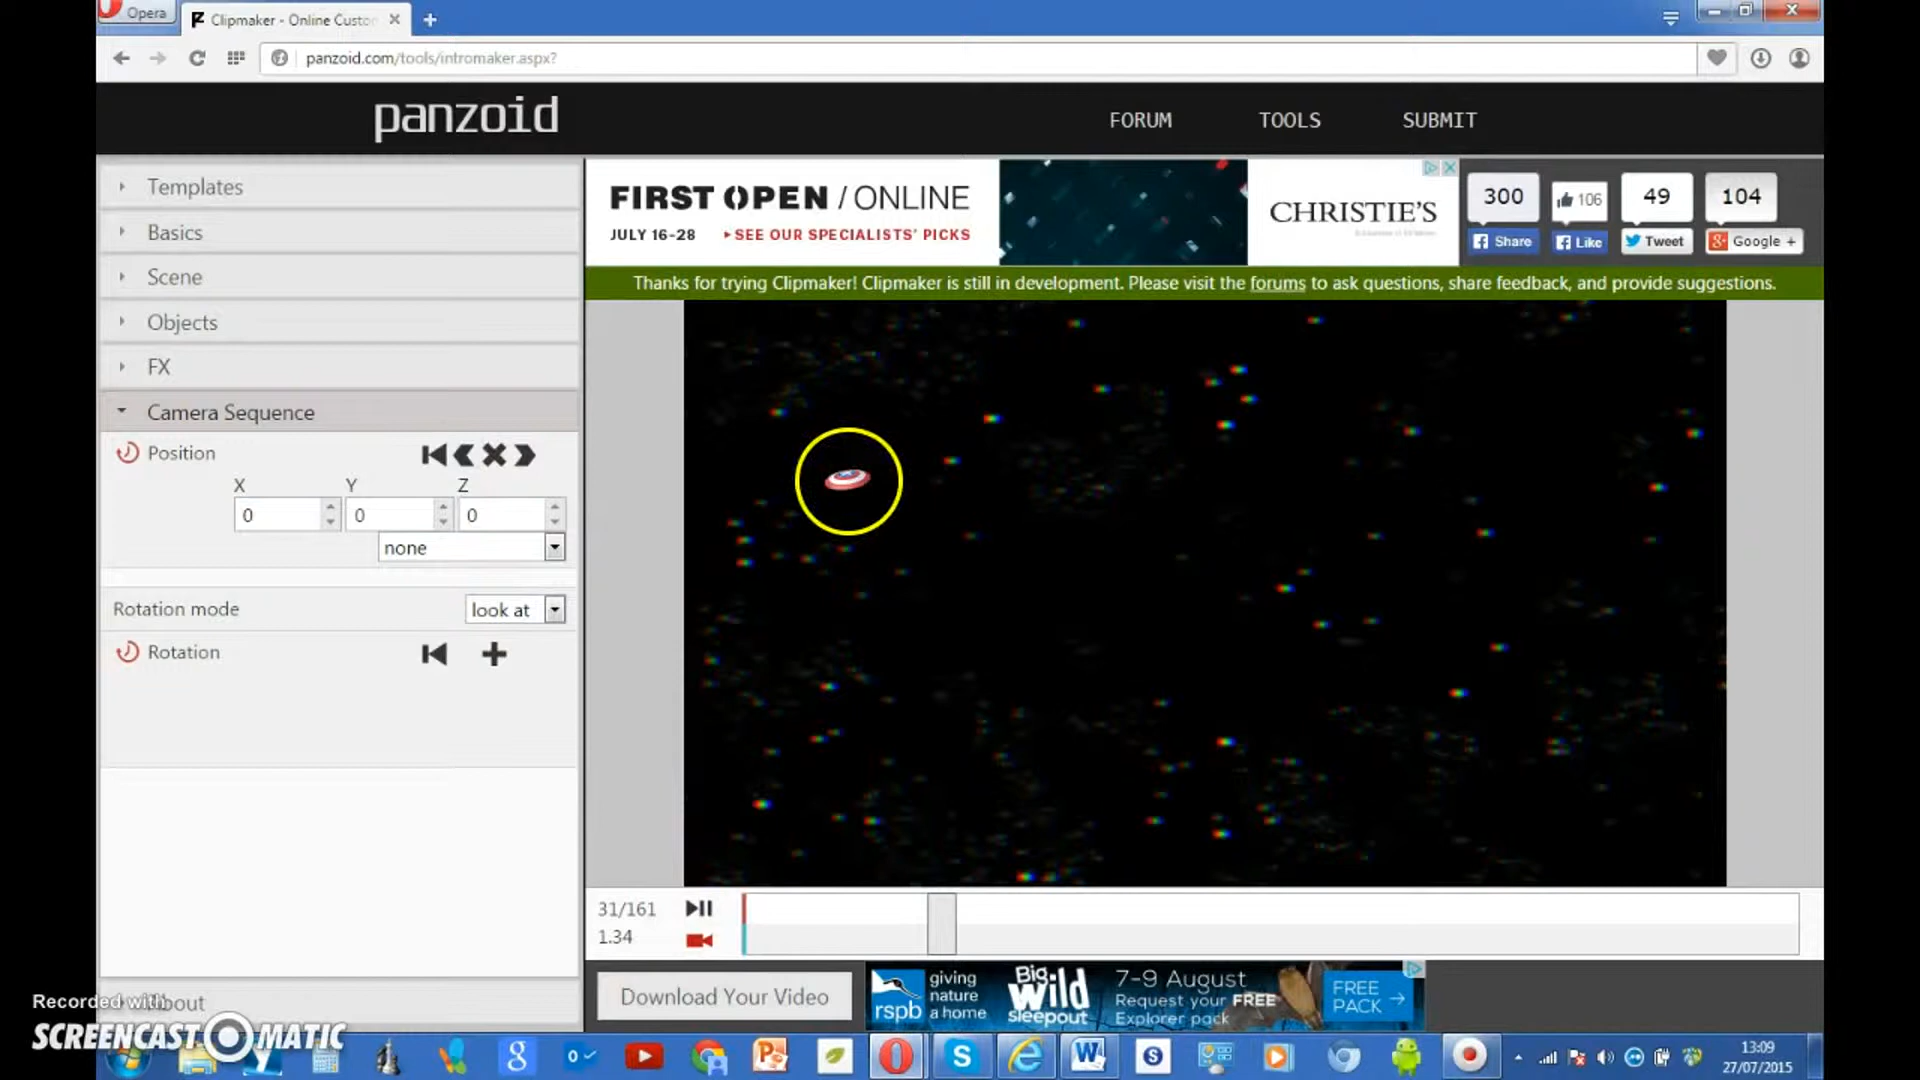 Opera
Clipmaker - Online Custo
panzoid.com/tools/intromaker.aspx?
panzoid
FORUM
TOOLS
SUBMIT
Templates
Basics
Scene
Objects
FX
Camera Sequence
Position
X Y Z
0 0 0
none
Rotation mode
look at
Rotation
FIRST OPEN / ONLINE
JULY 16-28 SEE OUR SPECIALISTS' PICKS
CHRISTIE'S
300 106 49 104
Share Like Tweet Google +
Thanks for trying Clipmaker! Clipmaker is still in development. Please visit the forums to ask questions, share feedback, and provide suggestions.
31/161
1.34
Download Your Video
rspb
giving
nature
a home
Big
wild
sleepout
7-9 August
Request your FREE
Explorer pack
FREE
PACK
Recorded with
SCREENCAST MATIC
13:09
27/07/2015